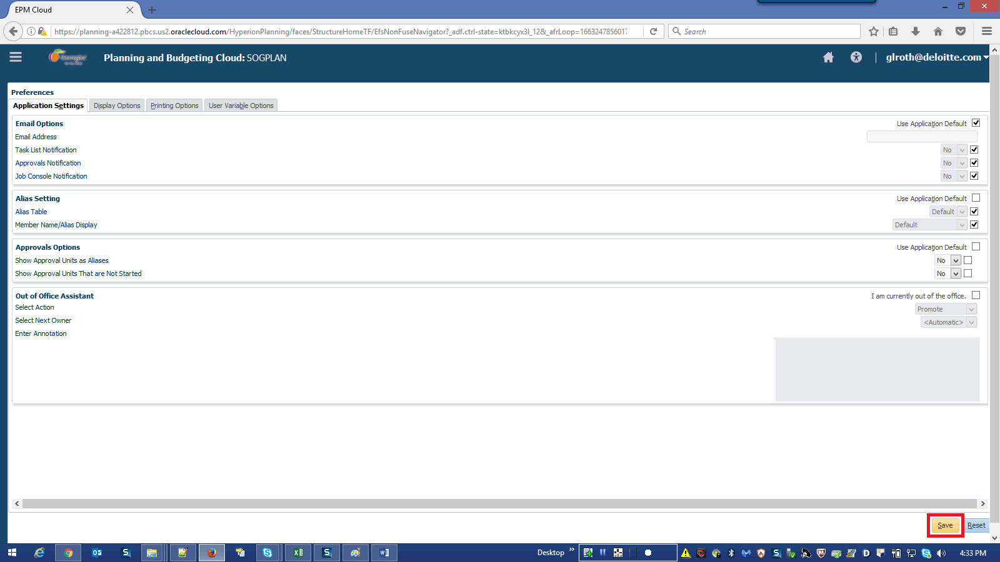 EPM Cloud
https://planning-a422812.pbcs.us2.oraclecloud.com/HyperionPlanning/faces/StructureHomeTF/EfsNonFuseNavigator?_adf.ctrl-state=ktbkcyx3l_12&_afrLoop=1663247856017
Search
Georgia
Planning and Budgeting Cloud: SOGPLAN
glroth@deloitte.com
Preferences
Application Settings Display Options Printing Options User Variable Options
Email Options Use Application Default
Email Address
Task List Notification No
Approvals Notification No
Job Console Notification No
Alias Setting Use Application Default
Alias Table Default
Member Name/Alias Display Default
Approvals Options Use Application Default
Show Approval Units as Aliases No
Show Approval Units That are Not Started No
Out of Office Assistant I am currently out of the office.
Select Action Promote
Select Next Owner <Automatic>
Enter Annotation
Save Reset
Desktop
4:33 PM